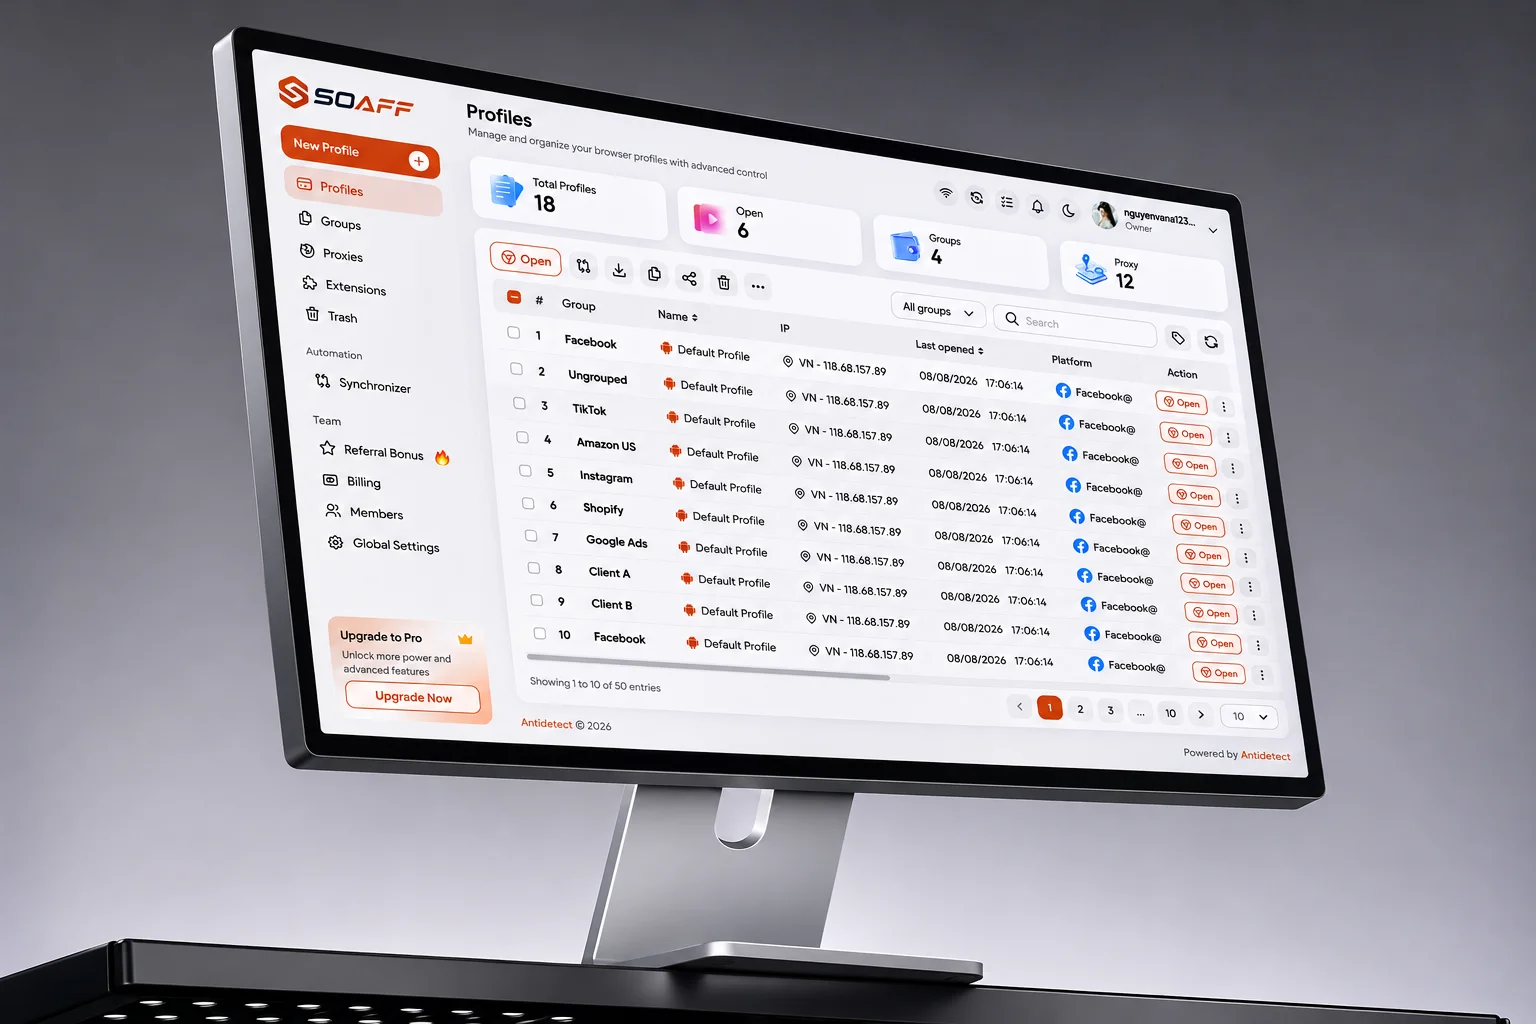 SOAFF
New Profile
Profiles
Groups
Proxies
Extensions
Trash
Automation
Synchronizer
Team
Referral Bonus
Billing
Members
Global Settings
Upgrade to Pro
Unlock more power and
advanced features
Upgrade Now
Profiles
Manage and organize your browser profiles with advanced control
nguyenvana123...
Owner
Total Profiles
18
Open
6
Groups
4
Proxy
12
Open
All groups
Search
# Group Name IP Last opened Platform Action
1 Facebook Default Profile VN - 118.68.157.89 08/08/2026 17:06:14 Facebook@ Open
2 Ungrouped Default Profile VN - 118.68.157.89 08/08/2026 17:06:14 Facebook@ Open
3 TikTok Default Profile VN - 118.68.157.89 08/08/2026 17:06:14 Facebook@ Open
4 Amazon US Default Profile VN - 118.68.157.89 08/08/2026 17:06:14 Facebook@ Open
5 Instagram Default Profile VN - 118.68.157.89 08/08/2026 17:06:14 Facebook@ Open
6 Shopify Default Profile VN - 118.68.157.89 08/08/2026 17:06:14 Facebook@ Open
7 Google Ads Default Profile VN - 118.68.157.89 08/08/2026 17:06:14 Facebook@ Open
8 Client A Default Profile VN - 118.68.157.89 08/08/2026 17:06:14 Facebook@ Open
9 Client B Default Profile VN - 118.68.157.89 08/08/2026 17:06:14 Facebook@ Open
10 Facebook Default Profile VN - 118.68.157.89 08/08/2026 17:06:14 Facebook@ Open
Showing 1 to 10 of 50 entries
1 2 3 ... 10
10
Antidetect © 2026
Powered by Antidetect